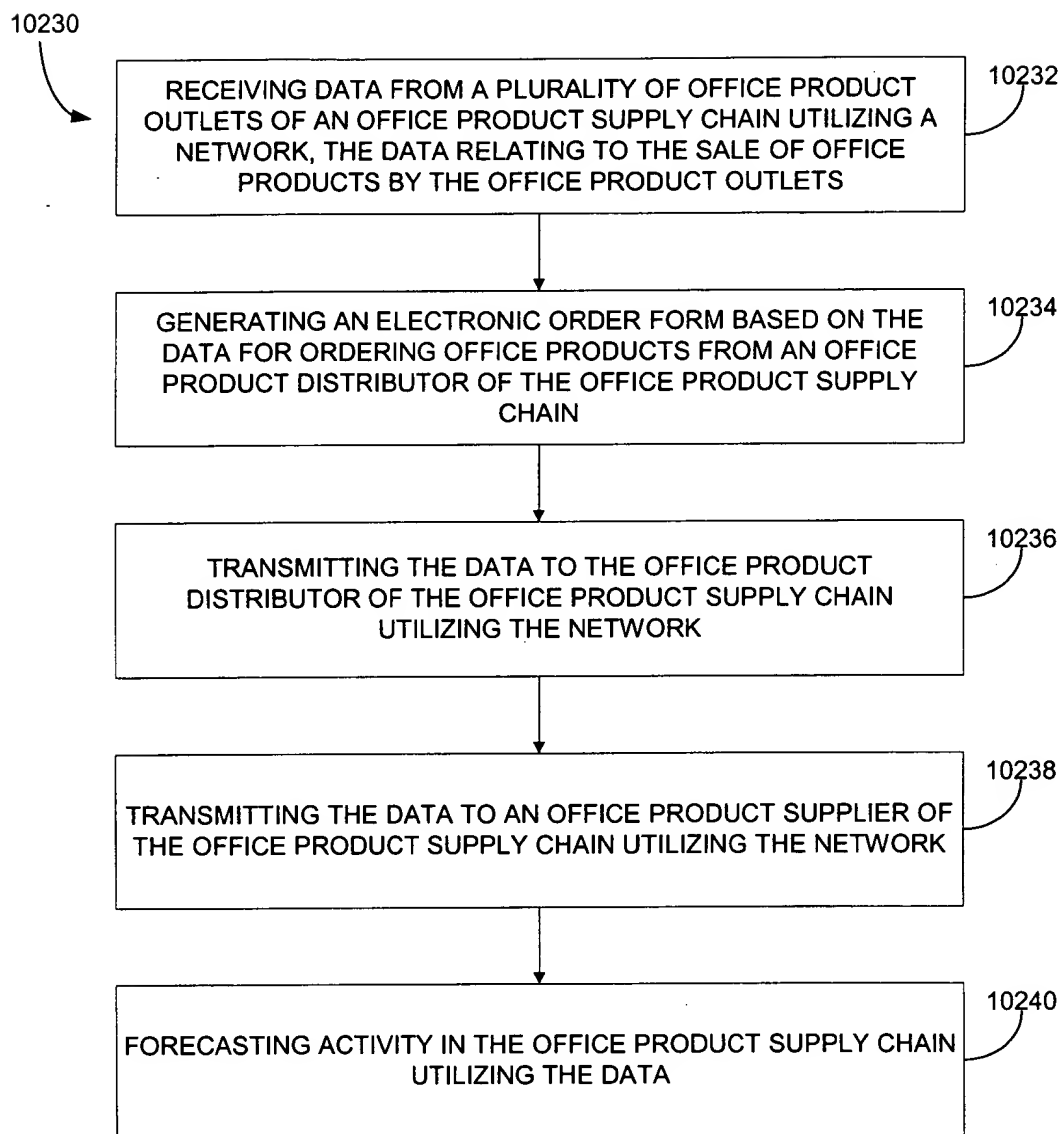 10230
10232
RECEIVING DATA FROM A PLURALITY OF OFFICE PRODUCT
OUTLETS OF AN OFFICE PRODUCT SUPPLY CHAIN UTILIZING A
NETWORK, THE DATA RELATING TO THE SALE OF OFFICE
PRODUCTS BY THE OFFICE PRODUCT OUTLETS
10234
GENERATING AN ELECTRONIC ORDER FORM BASED ON THE
DATA FOR ORDERING OFFICE PRODUCTS FROM AN OFFICE
PRODUCT DISTRIBUTOR OF THE OFFICE PRODUCT SUPPLY
CHAIN
10236
TRANSMITTING THE DATA TO THE OFFICE PRODUCT
DISTRIBUTOR OF THE OFFICE PRODUCT SUPPLY CHAIN
UTILIZING THE NETWORK
10238
TRANSMITTING THE DATA TO AN OFFICE PRODUCT SUPPLIER OF
THE OFFICE PRODUCT SUPPLY CHAIN UTILIZING THE NETWORK
10240
FORECASTING ACTIVITY IN THE OFFICE PRODUCT SUPPLY CHAIN
UTILIZING THE DATA